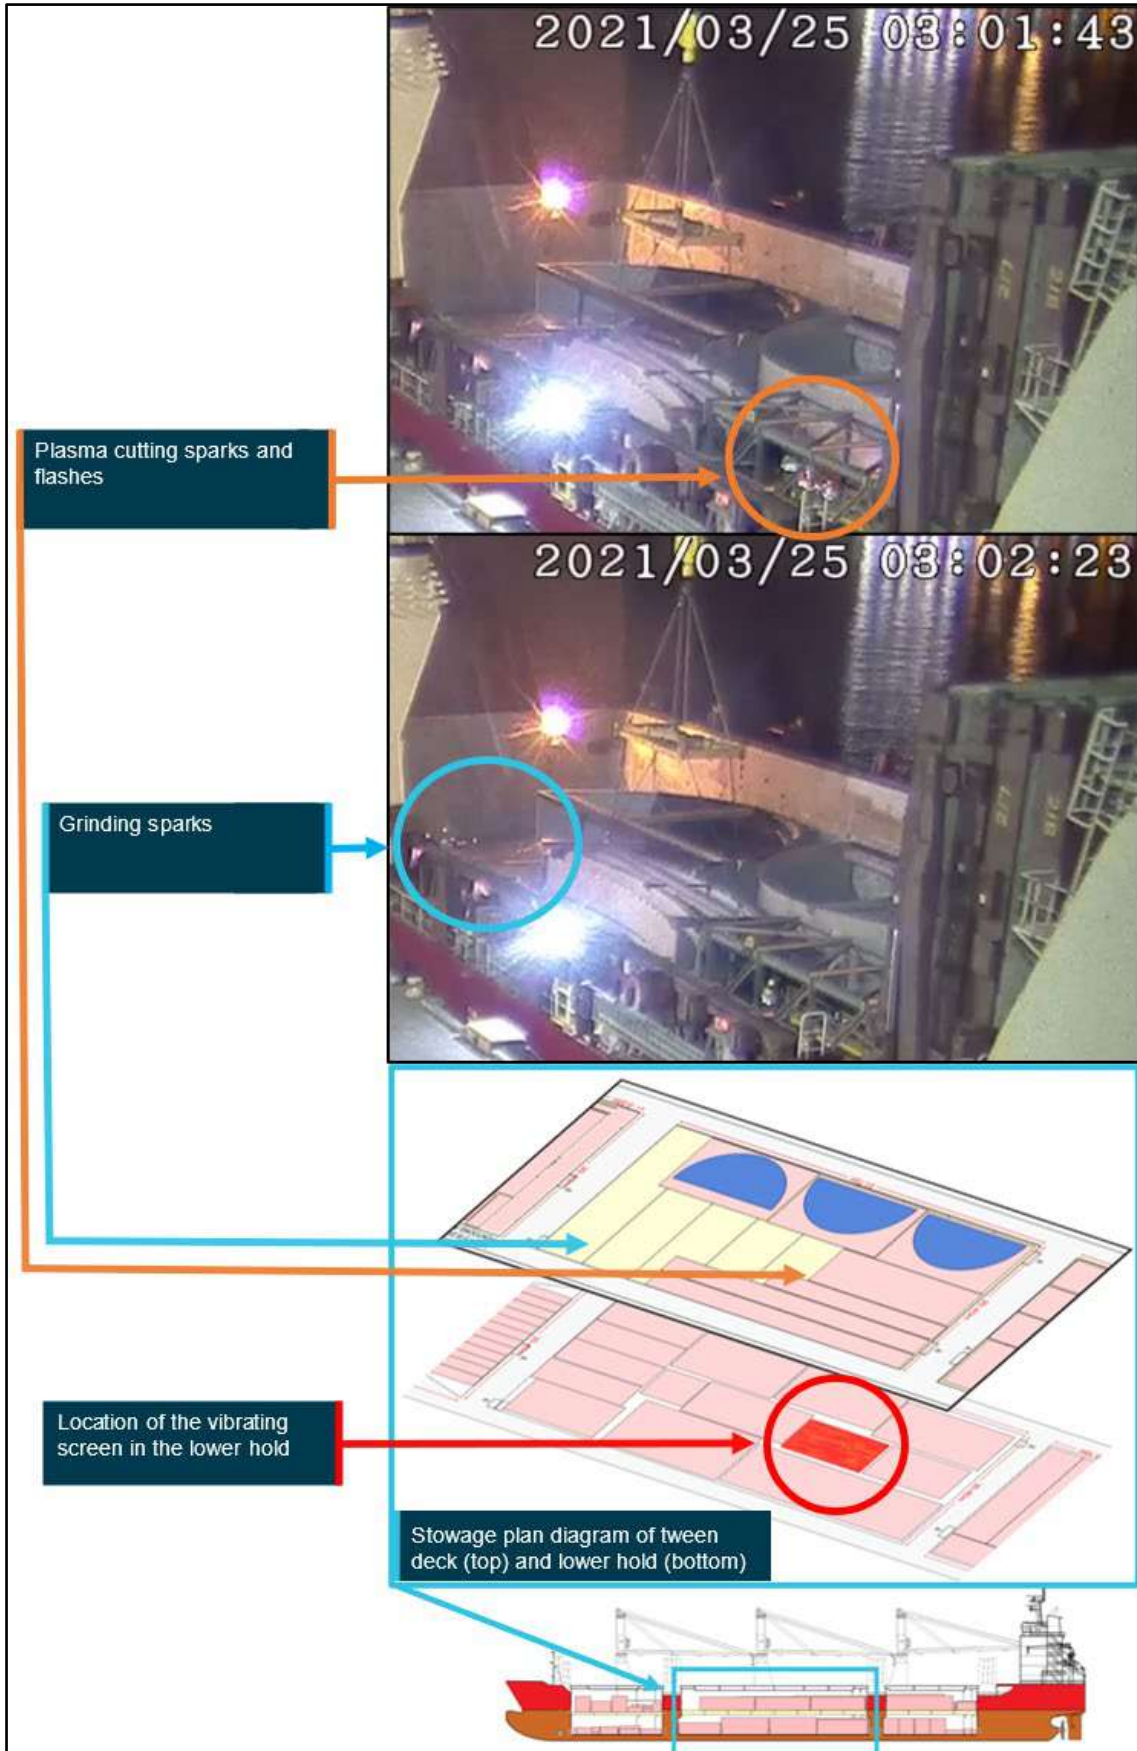 2021/03/25 03:01:43
Plasma cutting sparks and
flashes
2021/03/25 03:02:23
Grinding sparks
Location of the vibrating
screen in the lower hold
Stowage plan diagram of tween
deck (top) and lower hold (bottom)